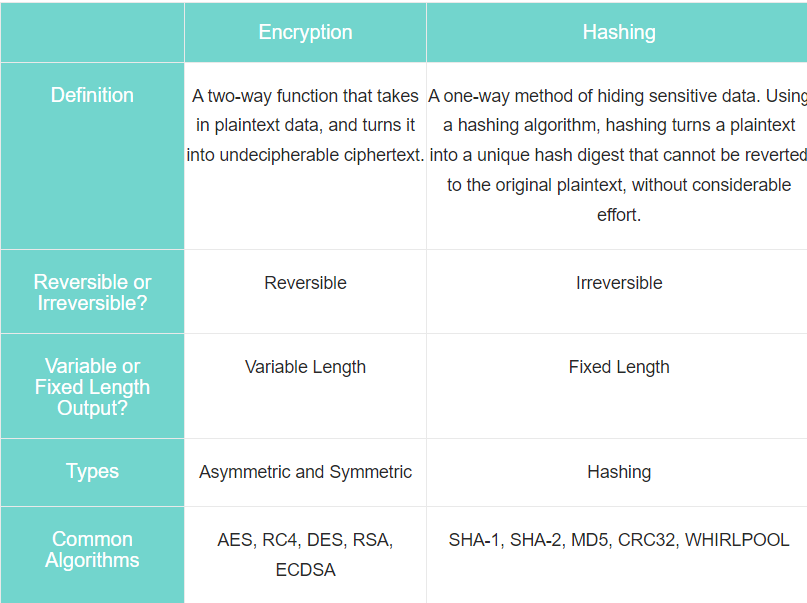 Encryption
Hashing
Definition
A two-way function that takes
in plaintext data, and turns it
into undecipherable ciphertext.
A one-way method of hiding sensitive data. Using
a hashing algorithm, hashing turns a plaintext
into a unique hash digest that cannot be reverted
to the original plaintext, without considerable
effort.
Reversible or
Irreversible?
Reversible
Irreversible
Variable or
Fixed Length
Output?
Variable Length
Fixed Length
Types
Asymmetric and Symmetric
Hashing
Common
Algorithms
AES, RC4, DES, RSA,
ECDSA
SHA-1, SHA-2, MD5, CRC32, WHIRLPOOL